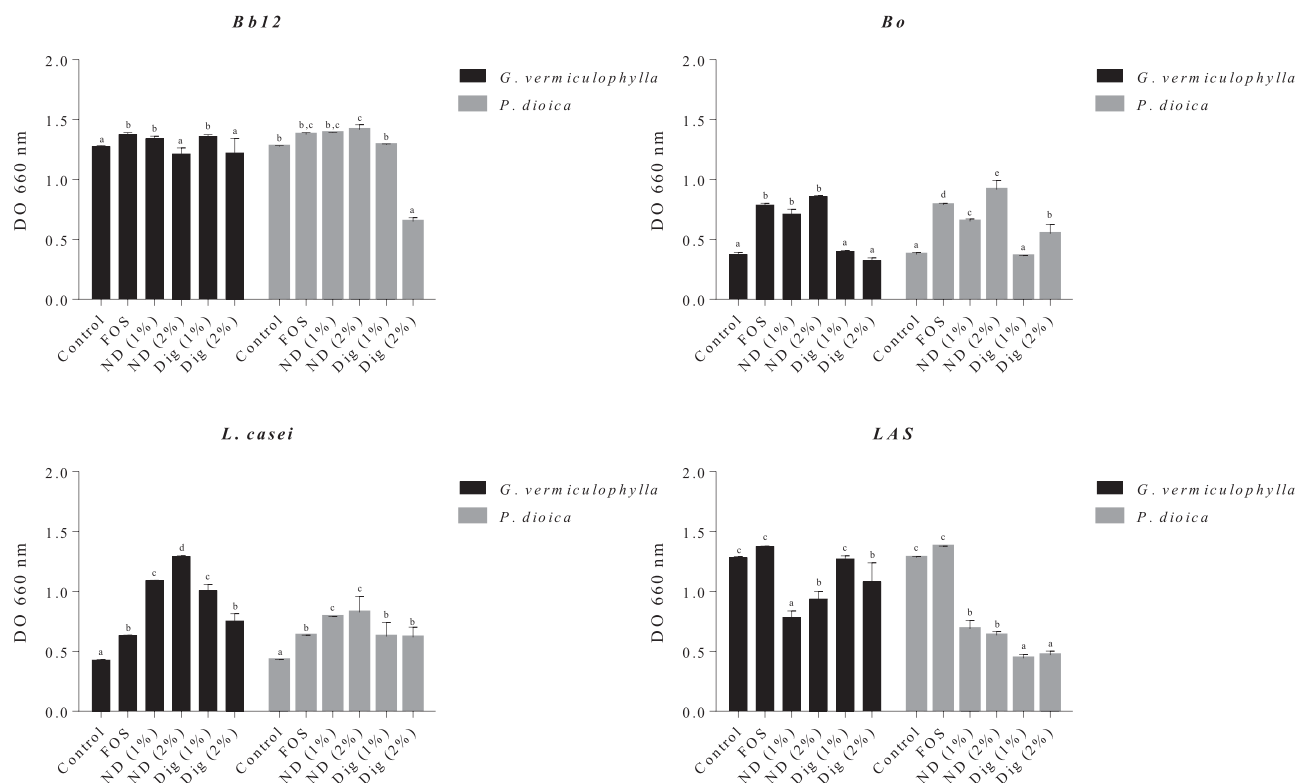 Bb12
2.0
1.5
1.0
0.5
0.0
DO 660 nm
a
b
b
a
b
a
b
b,c
b,c
c
b
a
Control
FOS
ND (1%)
ND (2%)
Dig (1%)
Dig (2%)
Control
FOS
ND (1%)
ND (2%)
Dig (1%)
Dig (2%)
G. vermiculophylla
P. dioica
Bo
2.0
1.5
1.0
0.5
0.0
DO 660 nm
a
b
b
b
a
a
a
d
c
e
a
b
Control
FOS
ND (1%)
ND (2%)
Dig (1%)
Dig (2%)
Control
FOS
ND (1%)
ND (2%)
Dig (1%)
Dig (2%)
G. vermiculophylla
P. dioica
L. casei
2.0
1.5
1.0
0.5
0.0
DO 660 nm
a
b
c
d
c
b
a
b
c
c
b
b
Control
FOS
ND (1%)
ND (2%)
Dig (1%)
Dig (2%)
Control
FOS
ND (1%)
ND (2%)
Dig (1%)
Dig (2%)
G. vermiculophylla
P. dioica
LAS
2.0
1.5
1.0
0.5
0.0
DO 660 nm
c
c
a
b
c
b
c
c
b
b
a
a
Control
FOS
ND (1%)
ND (2%)
Dig (1%)
Dig (2%)
Control
FOS
ND (1%)
ND (2%)
Dig (1%)
Dig (2%)
G. vermiculophylla
P. dioica